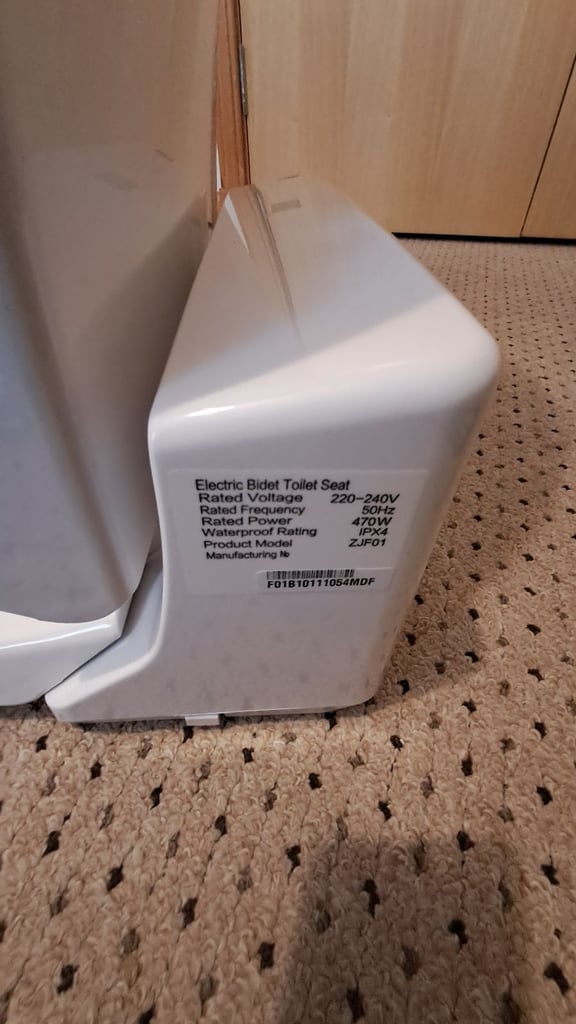 Electric Bidet Toilet Seat
Rated Voltage 220-240V
Rated Frequency 50Hz
Rated Power 470W
Waterproof Rating IPX4
Product Model ZJF01
Manufacturing №
F01B10111054MDF